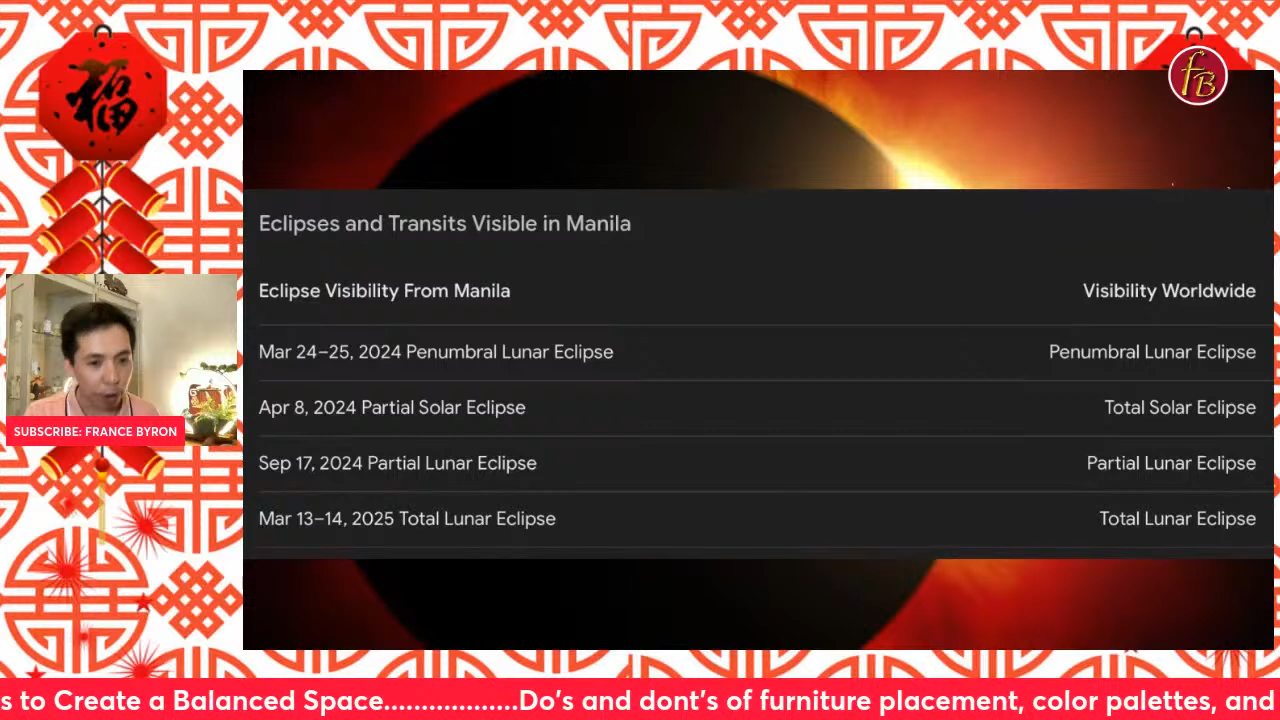 福
fB
Eclipses and Transits Visible in Manila
Eclipse Visibility From Manila Visibility Worldwide
Mar 24–25, 2024 Penumbral Lunar Eclipse Penumbral Lunar Eclipse
Apr 8, 2024 Partial Solar Eclipse Total Solar Eclipse
Sep 17, 2024 Partial Lunar Eclipse Partial Lunar Eclipse
Mar 13–14, 2025 Total Lunar Eclipse Total Lunar Eclipse
SUBSCRIBE: FRANCE BYRON
s to Create a Balanced Space..................Do's and dont's of furniture placement, color palettes, and